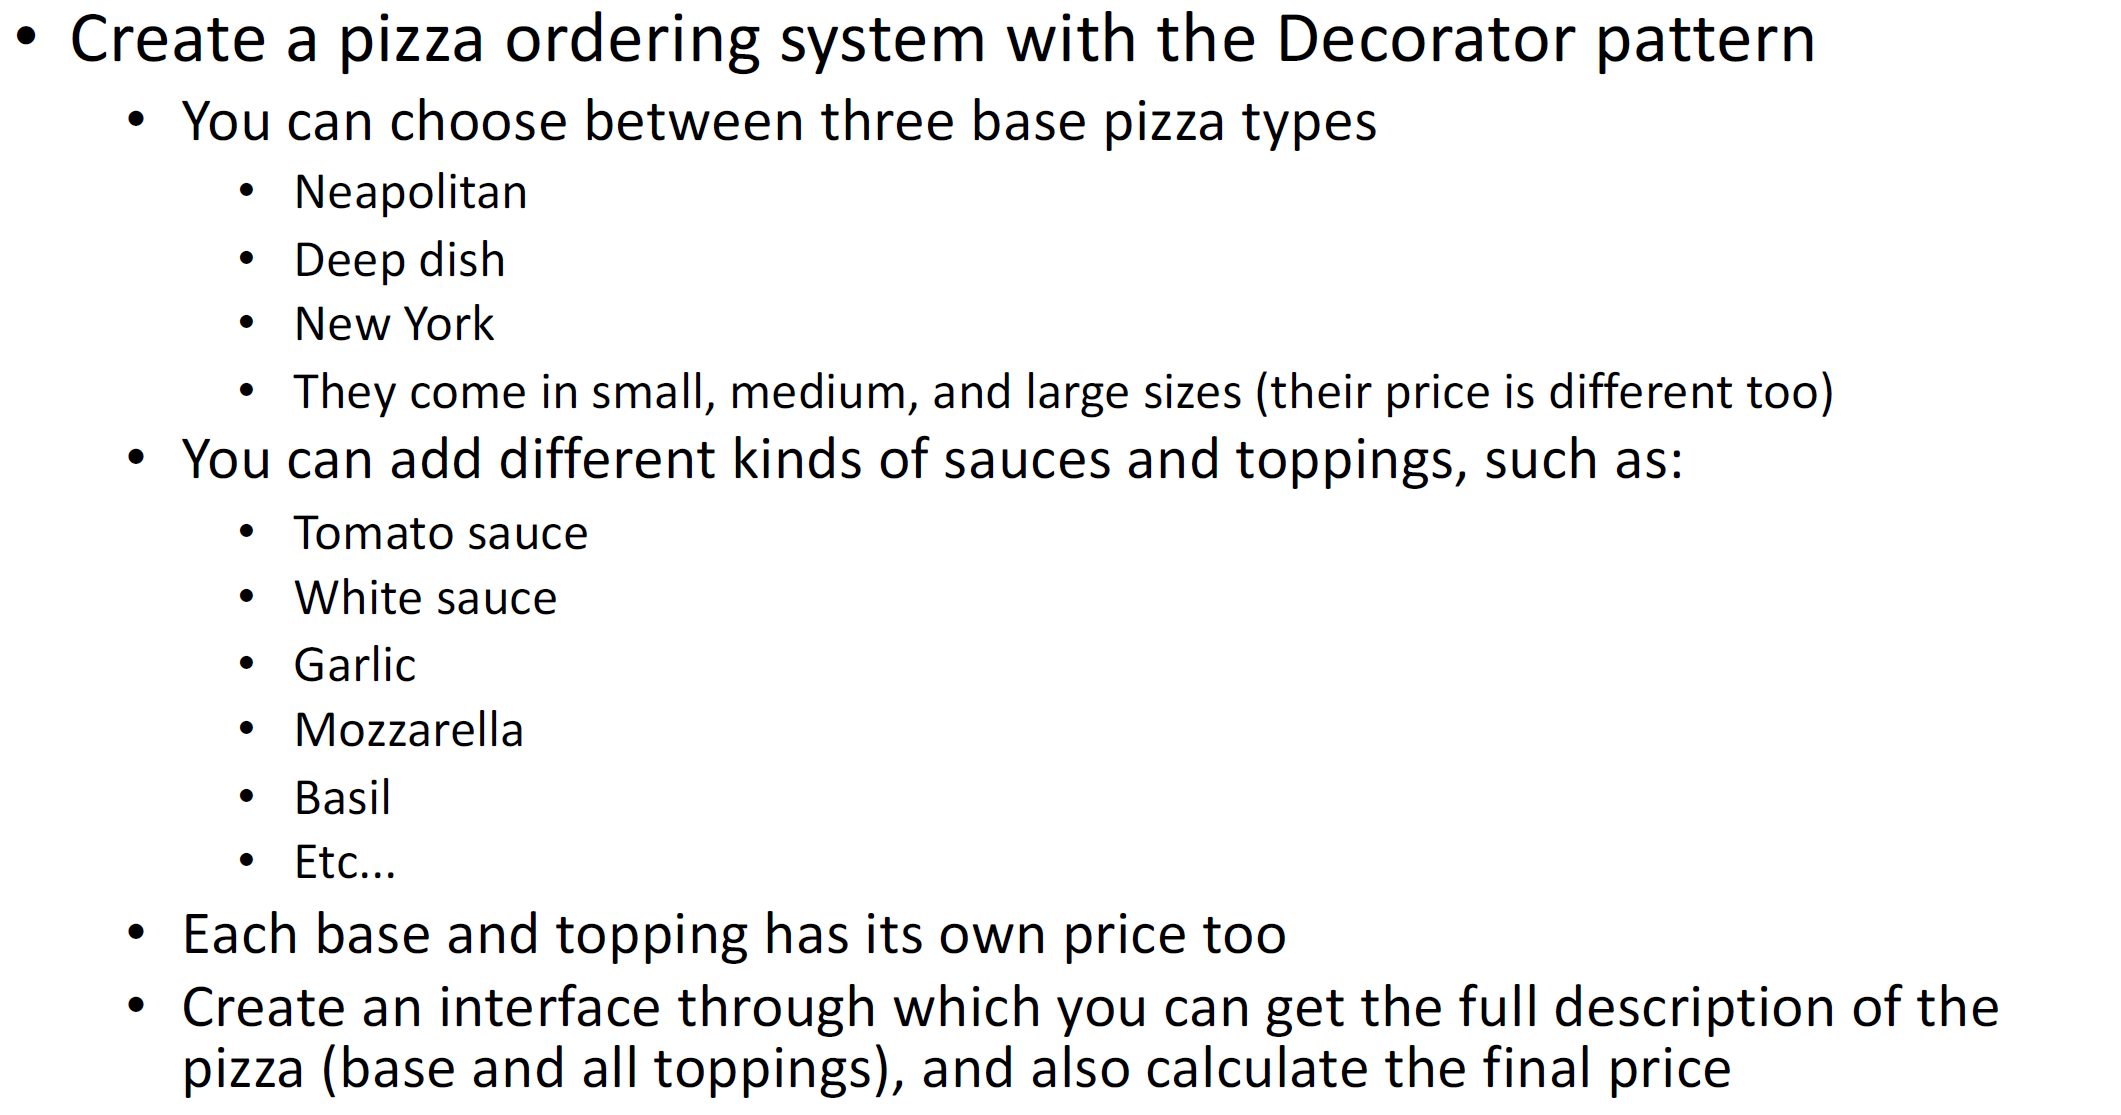 • Create a pizza ordering system with the Decorator pattern
• You can choose between three base pizza types
• Neapolitan
• Deep dish
• New York
• They come in small, medium, and large sizes (their price is different too)
• You can add different kinds of sauces and toppings, such as:
• Tomato sauce
• White sauce
• Garlic
• Mozzarella
• Basil
• Etc...
• Each base and topping has its own price too
• Create an interface through which you can get the full description of the
pizza (base and all toppings), and also calculate the final price